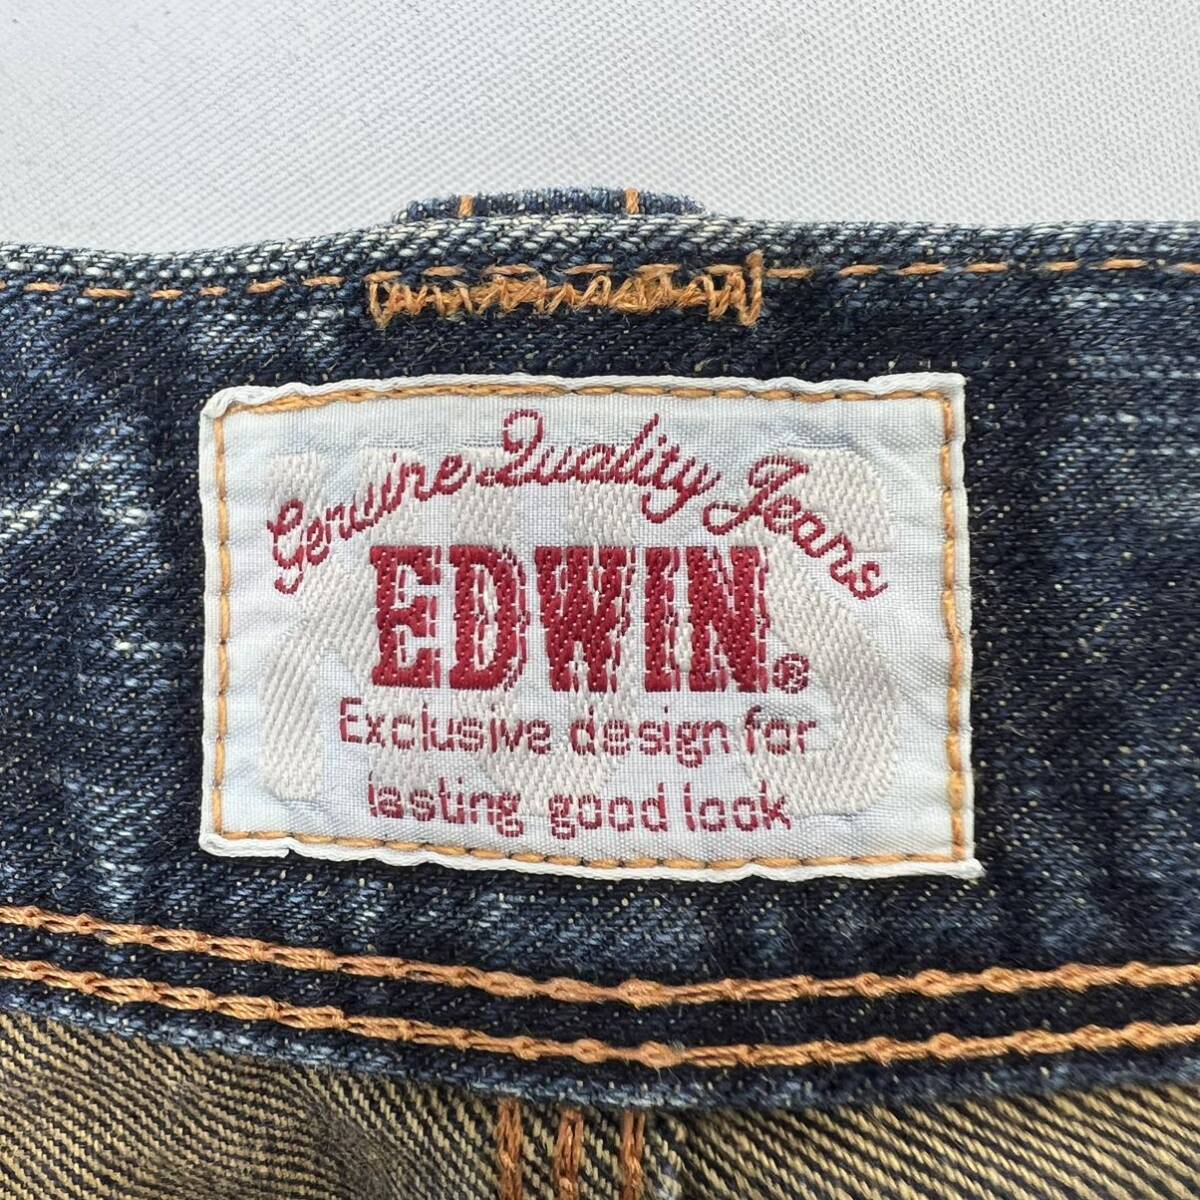 Genuine Quality Jeans
EDWIN®
Exclusive design for
lasting good look